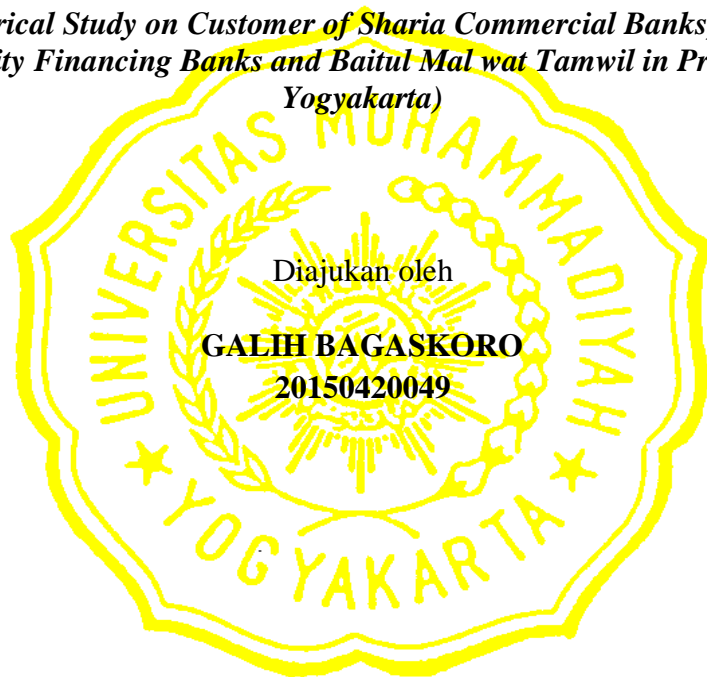 rical Study on Customer of Sharia Commercial Banks,
ity Financing Banks and Baitul Mal wat Tamwil in Pr
Yogyakarta)
UNIVERSITAS MUHAMMADIYAH
Diajukan oleh
GALIH BAGASKORO
20150420049
YOGYAKARTA